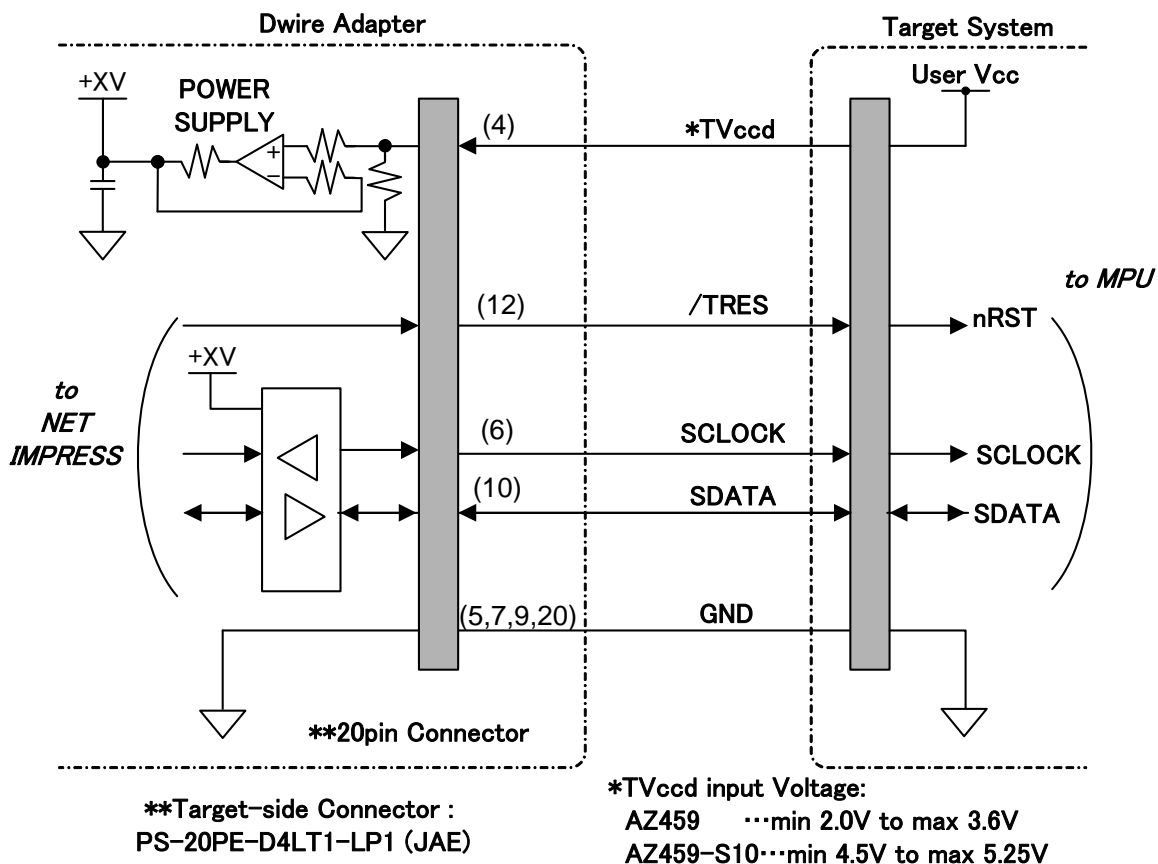 Dwire Adapter
Target System
+XV
POWER
SUPPLY
+
−
(4)
*TVccd
User Vcc
(12)
/TRES
nRST
to MPU
+XV
to
NET
IMPRESS
(6)
SCLOCK
SCLOCK
(10)
SDATA
SDATA
(5,7,9,20)
GND
**20pin Connector
**Target-side Connector :
PS-20PE-D4LT1-LP1 (JAE)
*TVccd input Voltage:
AZ459 …min 2.0V to max 3.6V
AZ459-S10…min 4.5V to max 5.25V